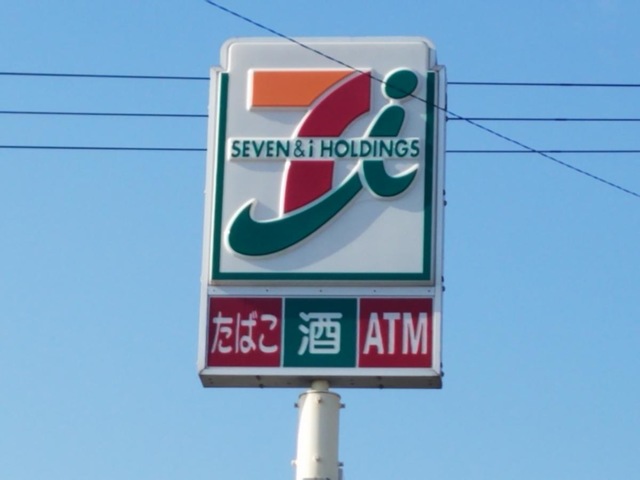 SEVEN & i HOLDINGS
たばこ 酒 ATM